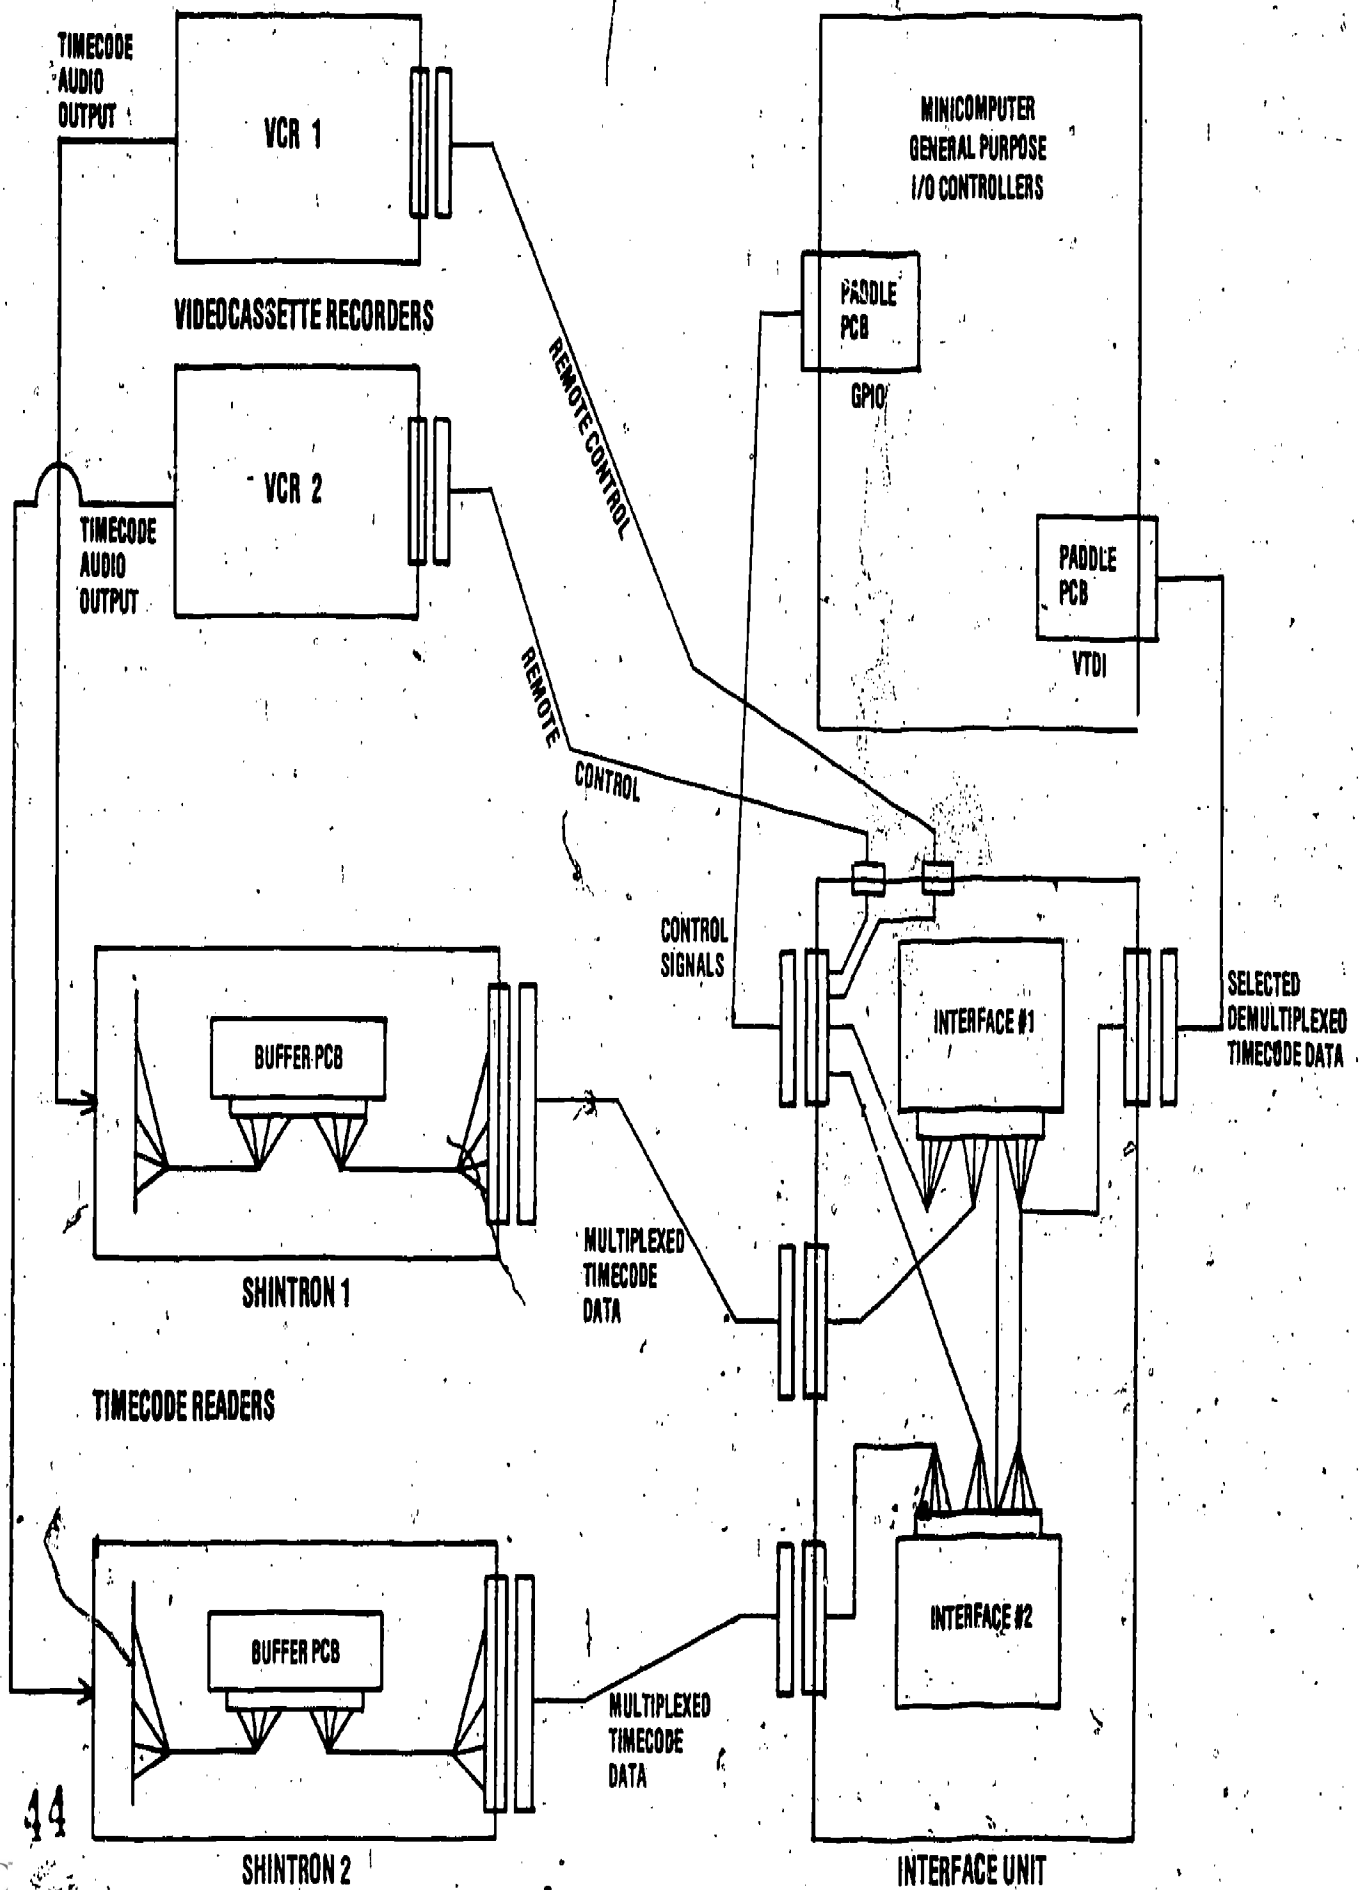 TIMECODE
AUDIO
OUTPUT
VCR 1
MINICOMPUTER
GENERAL PURPOSE
I/O CONTROLLERS
PADDLE
PCB
GPIO
VIDEOCASSETTE RECORDERS
REMOTE CONTROL
VCR 2
TIMECODE
AUDIO
OUTPUT
PADDLE
PCB
VTDI
REMOTE
CONTROL
CONTROL
SIGNALS
INTERFACE #1
SELECTED
DEMULTIPLEXED
TIMECODE DATA
BUFFER PCB
SHINTRON 1
MULTIPLEXED
TIMECODE
DATA
TIMECODE READERS
BUFFER PCB
INTERFACE #2
MULTIPLEXED
TIMECODE
DATA
44
SHINTRON 2
INTERFACE UNIT